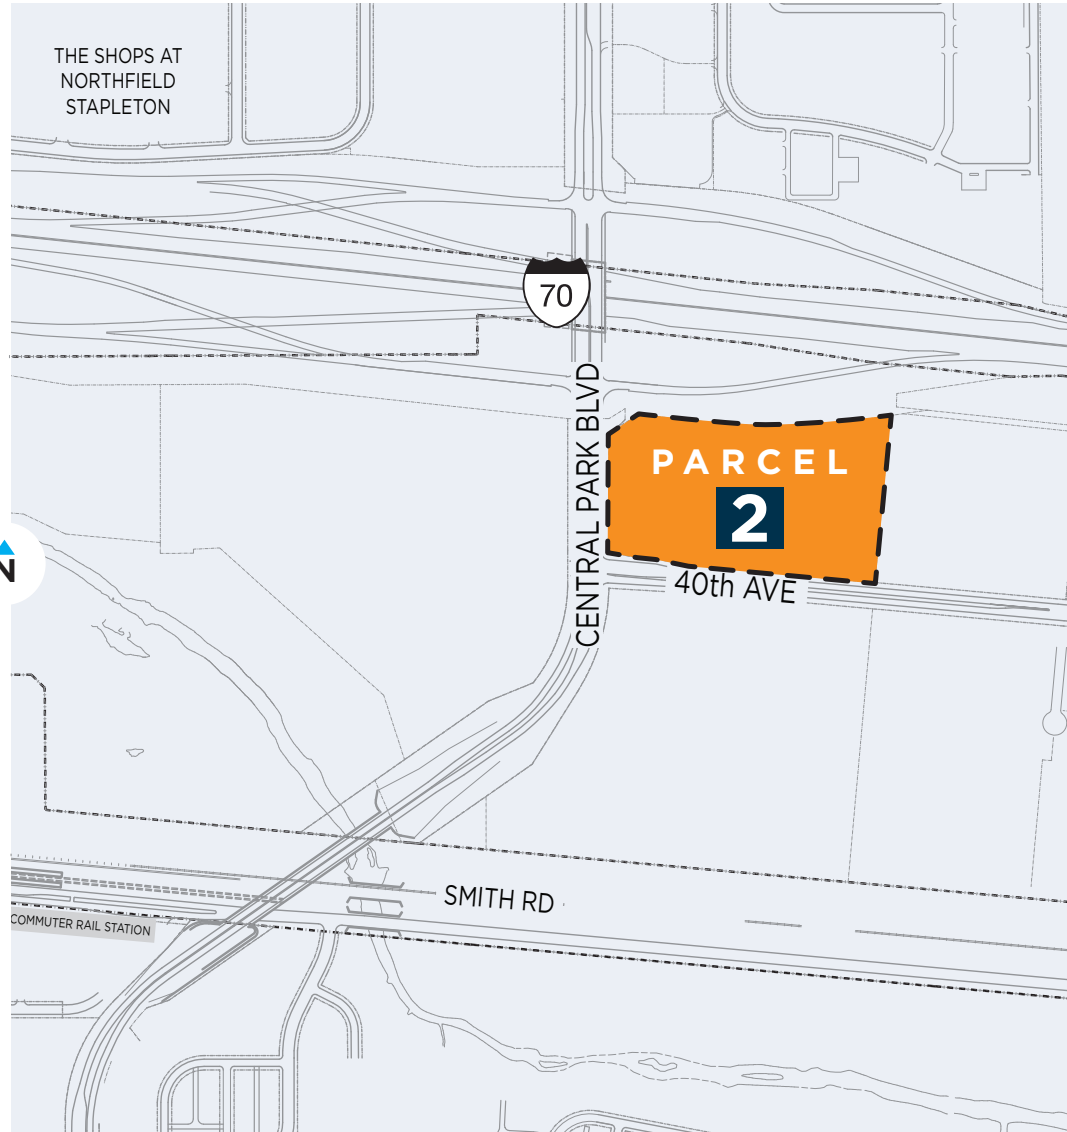 THE SHOPS AT
NORTHFIELD
STAPLETON
70
CENTRAL PARK BLVD
PARCEL
2
N
40th AVE
SMITH RD
COMMUTER RAIL STATION